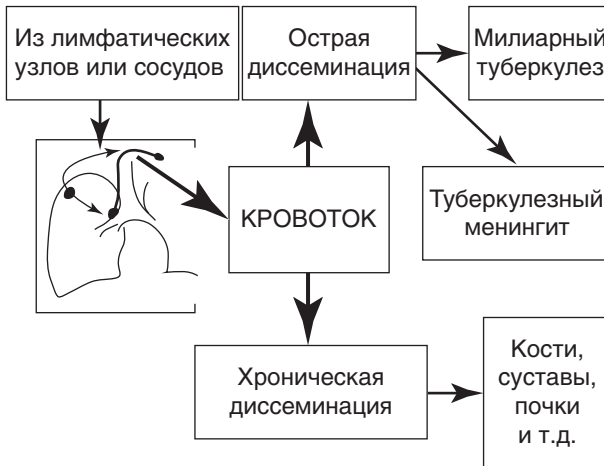 Из лимфатических
узлов или сосудов
Острая
диссеминация
Милиарный
туберкулез
КРОВОТОК
Туберкулезный
менингит
Хроническая
диссеминация
Кости,
суставы,
почки
и т.д.